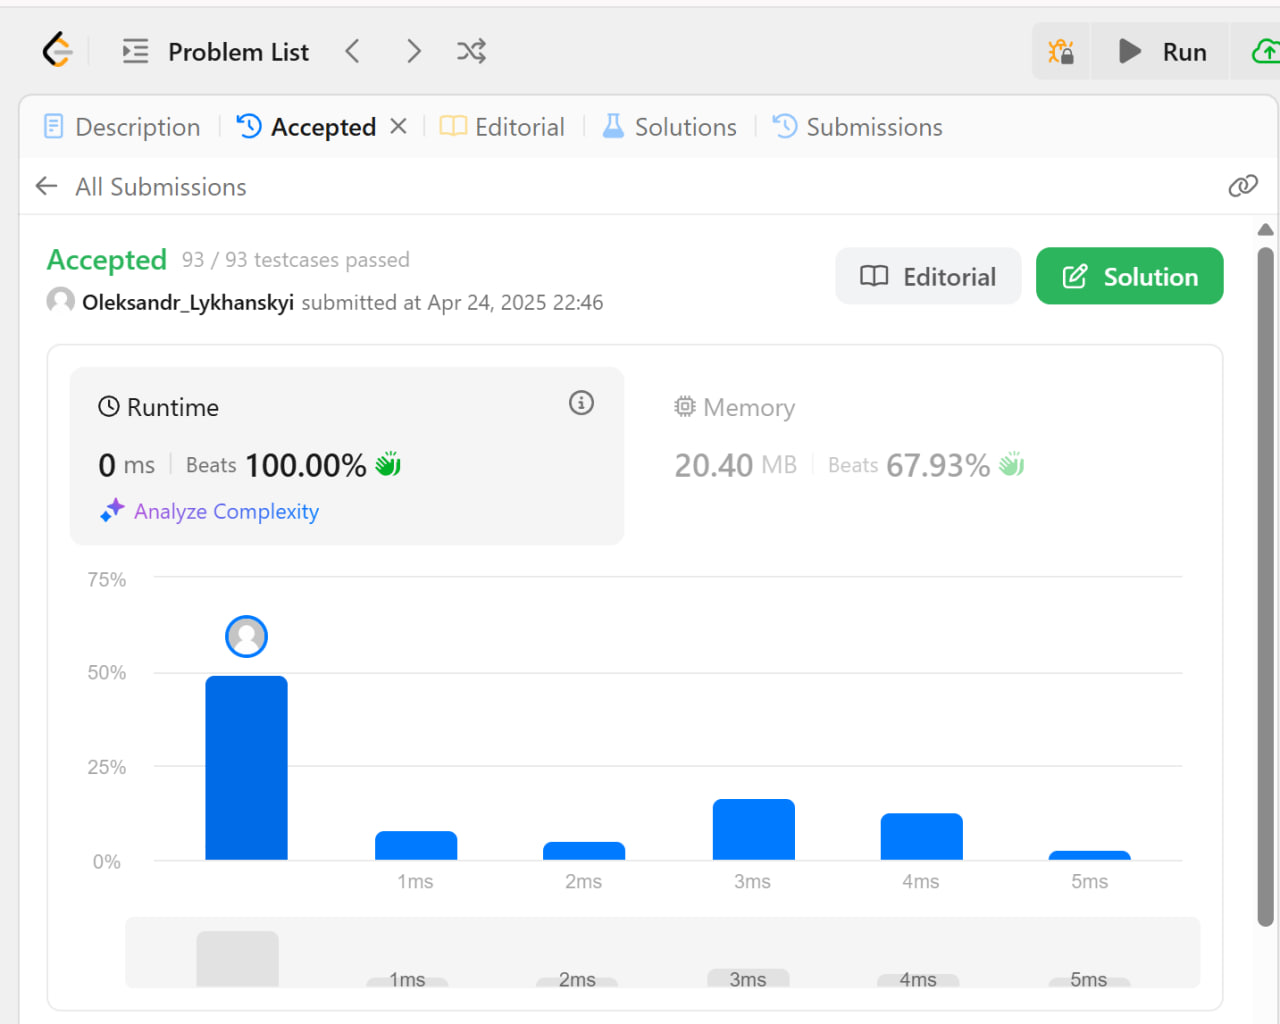 Problem List Run
Description Accepted Editorial Solutions Submissions
All Submissions
Accepted 93 / 93 testcases passed
Oleksandr_Lykhanskyi submitted at Apr 24, 2025 22:46
Editorial Solution
Runtime
0 ms Beats 100.00%
Analyze Complexity
Memory
20.40 MB Beats 67.93%
75%
50%
25%
0%
1ms 2ms 3ms 4ms 5ms
1ms 2ms 3ms 4ms 5ms